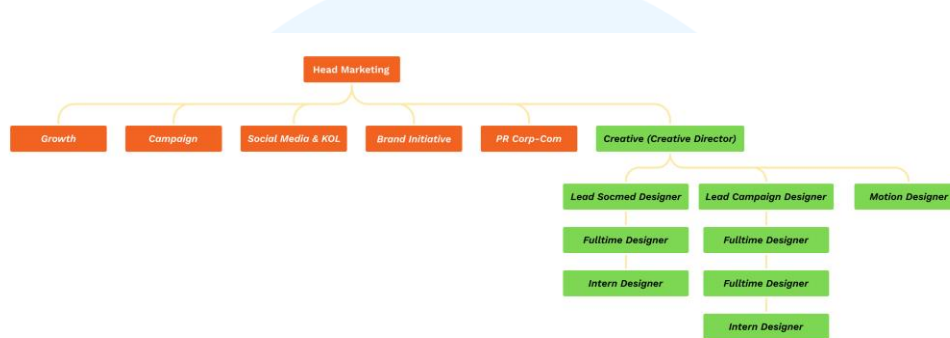 Head Marketing
Growth
Campaign
Social Media & KOL
Brand Initiative
PR Corp-Com
Creative (Creative Director)
Lead Socmed Designer
Lead Campaign Designer
Motion Designer
Fulltime Designer
Fulltime Designer
Intern Designer
Fulltime Designer
Intern Designer